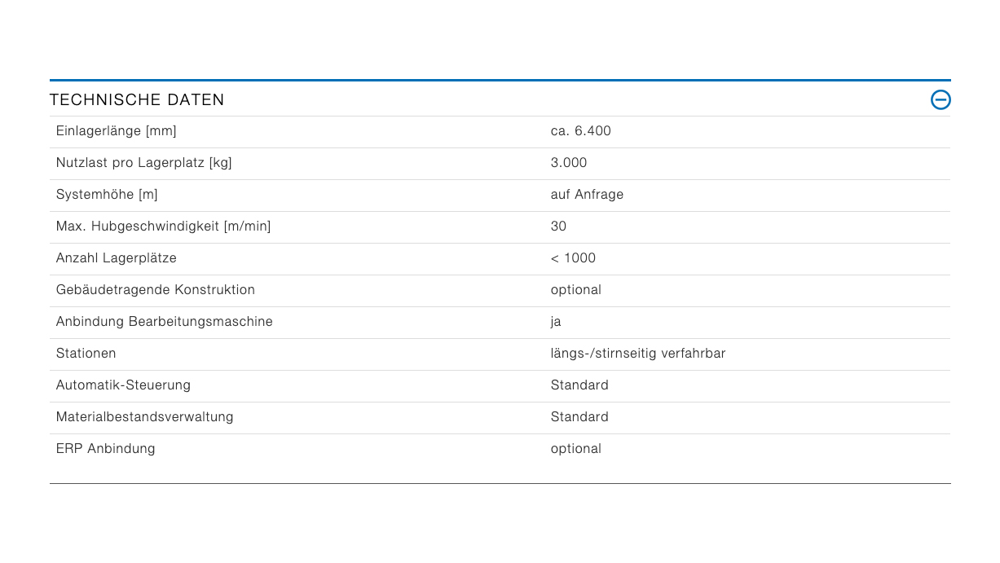 TECHNISCHE DATEN
Einlagerlänge [mm] ca. 6.400
Nutzlast pro Lagerplatz [kg] 3.000
Systemhöhe [m] auf Anfrage
Max. Hubgeschwindigkeit [m/min] 30
Anzahl Lagerplätze < 1000
Gebäudetragende Konstruktion optional
Anbindung Bearbeitungsmaschine ja
Stationen längs-/stirnseitig verfahrbar
Automatik-Steuerung Standard
Materialbestandsverwaltung Standard
ERP Anbindung optional